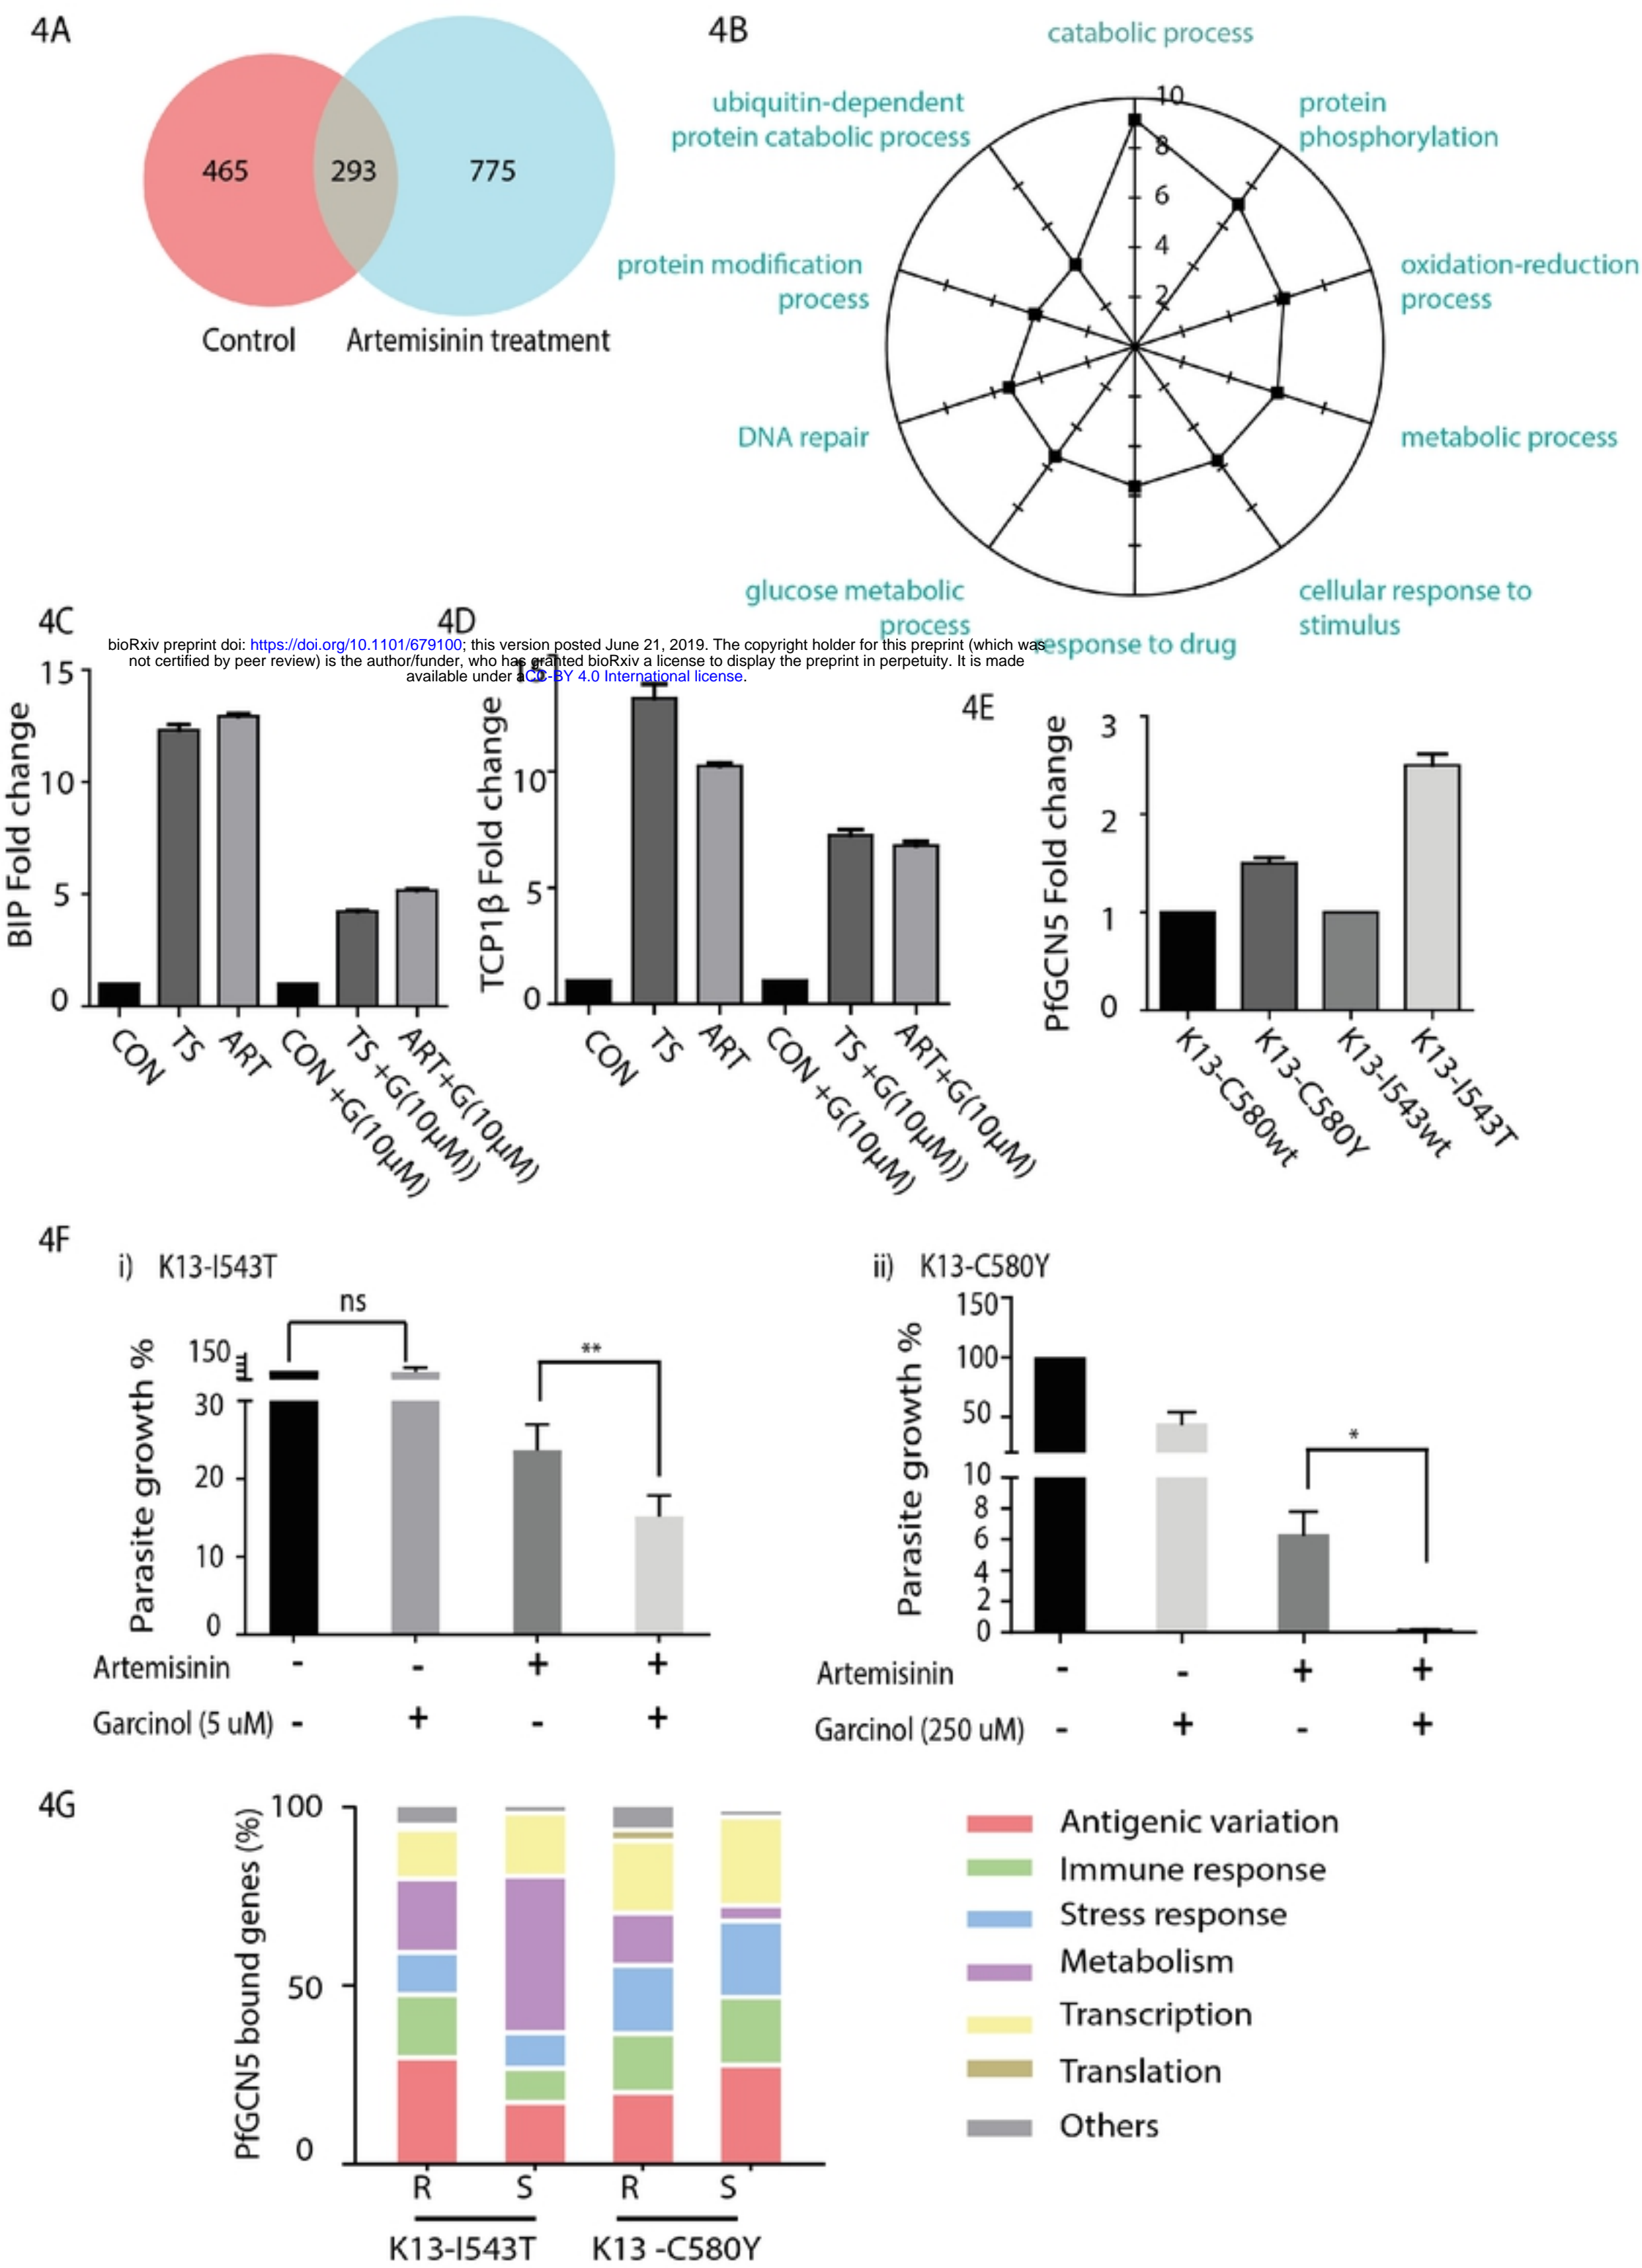 4A
465
293
775
Control
Artemisinin treatment
4B
catabolic process
protein
phosphorylation
oxidation-reduction
process
metabolic process
cellular response to
stimulus
response to drug
glucose metabolic
process
DNA repair
protein modification
process
ubiquitin-dependent
protein catabolic process
10
8
6
4
2
bioRxiv preprint doi: https://doi.org/10.1101/679100; this version posted June 21, 2019. The copyright holder for this preprint (which was
not certified by peer review) is the author/funder, who has granted bioRxiv a license to display the preprint in perpetuity. It is made
available under aCC-BY 4.0 International license.
4C
BIP Fold change
15
10
5
0
CON
TS
ART
CON +G(10µM)
TS +G(10µM))
ART+G(10µM)
4D
TCP1β Fold change
15
10
5
0
CON
TS
ART
CON +G(10µM)
TS +G(10µM))
ART+G(10µM)
4E
PfGCN5 Fold change
3
2
1
0
K13-C580wt
K13-C580Y
K13-I543wt
K13-I543T
4F
i) K13-I543T
ns
**
Parasite growth %
150
30
20
10
0
Artemisinin - - + +
Garcinol (5 uM) - + - +
ii) K13-C580Y
*
Parasite growth %
150
100
50
10
8
6
4
2
0
Artemisinin - - + +
Garcinol (250 uM) - + - +
4G
PfGCN5 bound genes (%)
100
50
0
R S R S
K13-I543T K13 -C580Y
Antigenic variation
Immune response
Stress response
Metabolism
Transcription
Translation
Others